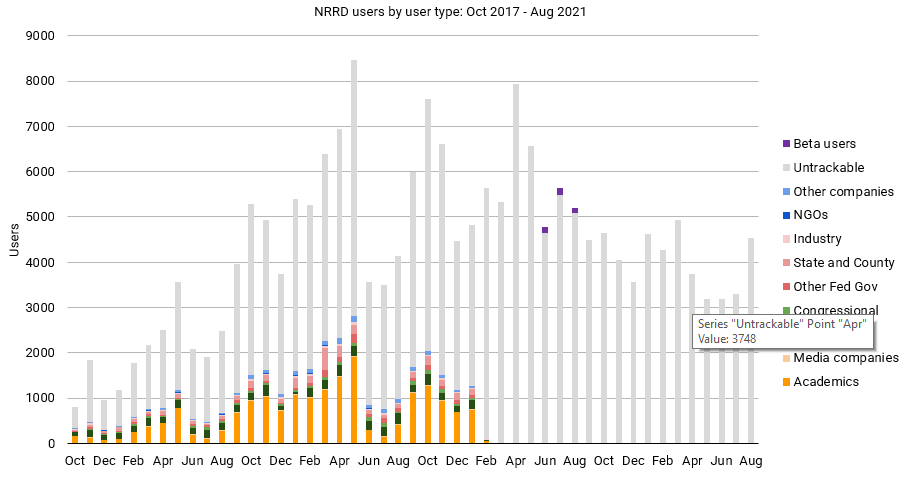 NRRD users by user type: Oct 2017 - Aug 2021
9000
8000
7000
6000
5000
4000
3000
2000
1000
0
Users
Oct Dec Feb Apr Jun Aug Oct Dec Feb Apr Jun Aug Oct Dec Feb Apr Jun Aug Oct Dec Feb Apr Jun Aug
Beta users
Untrackable
Other companies
NGOs
Industry
State and County
Other Fed Gov
Congressional
Series "Untrackable" Point "Apr"
Value: 3748
Media companies
Academics